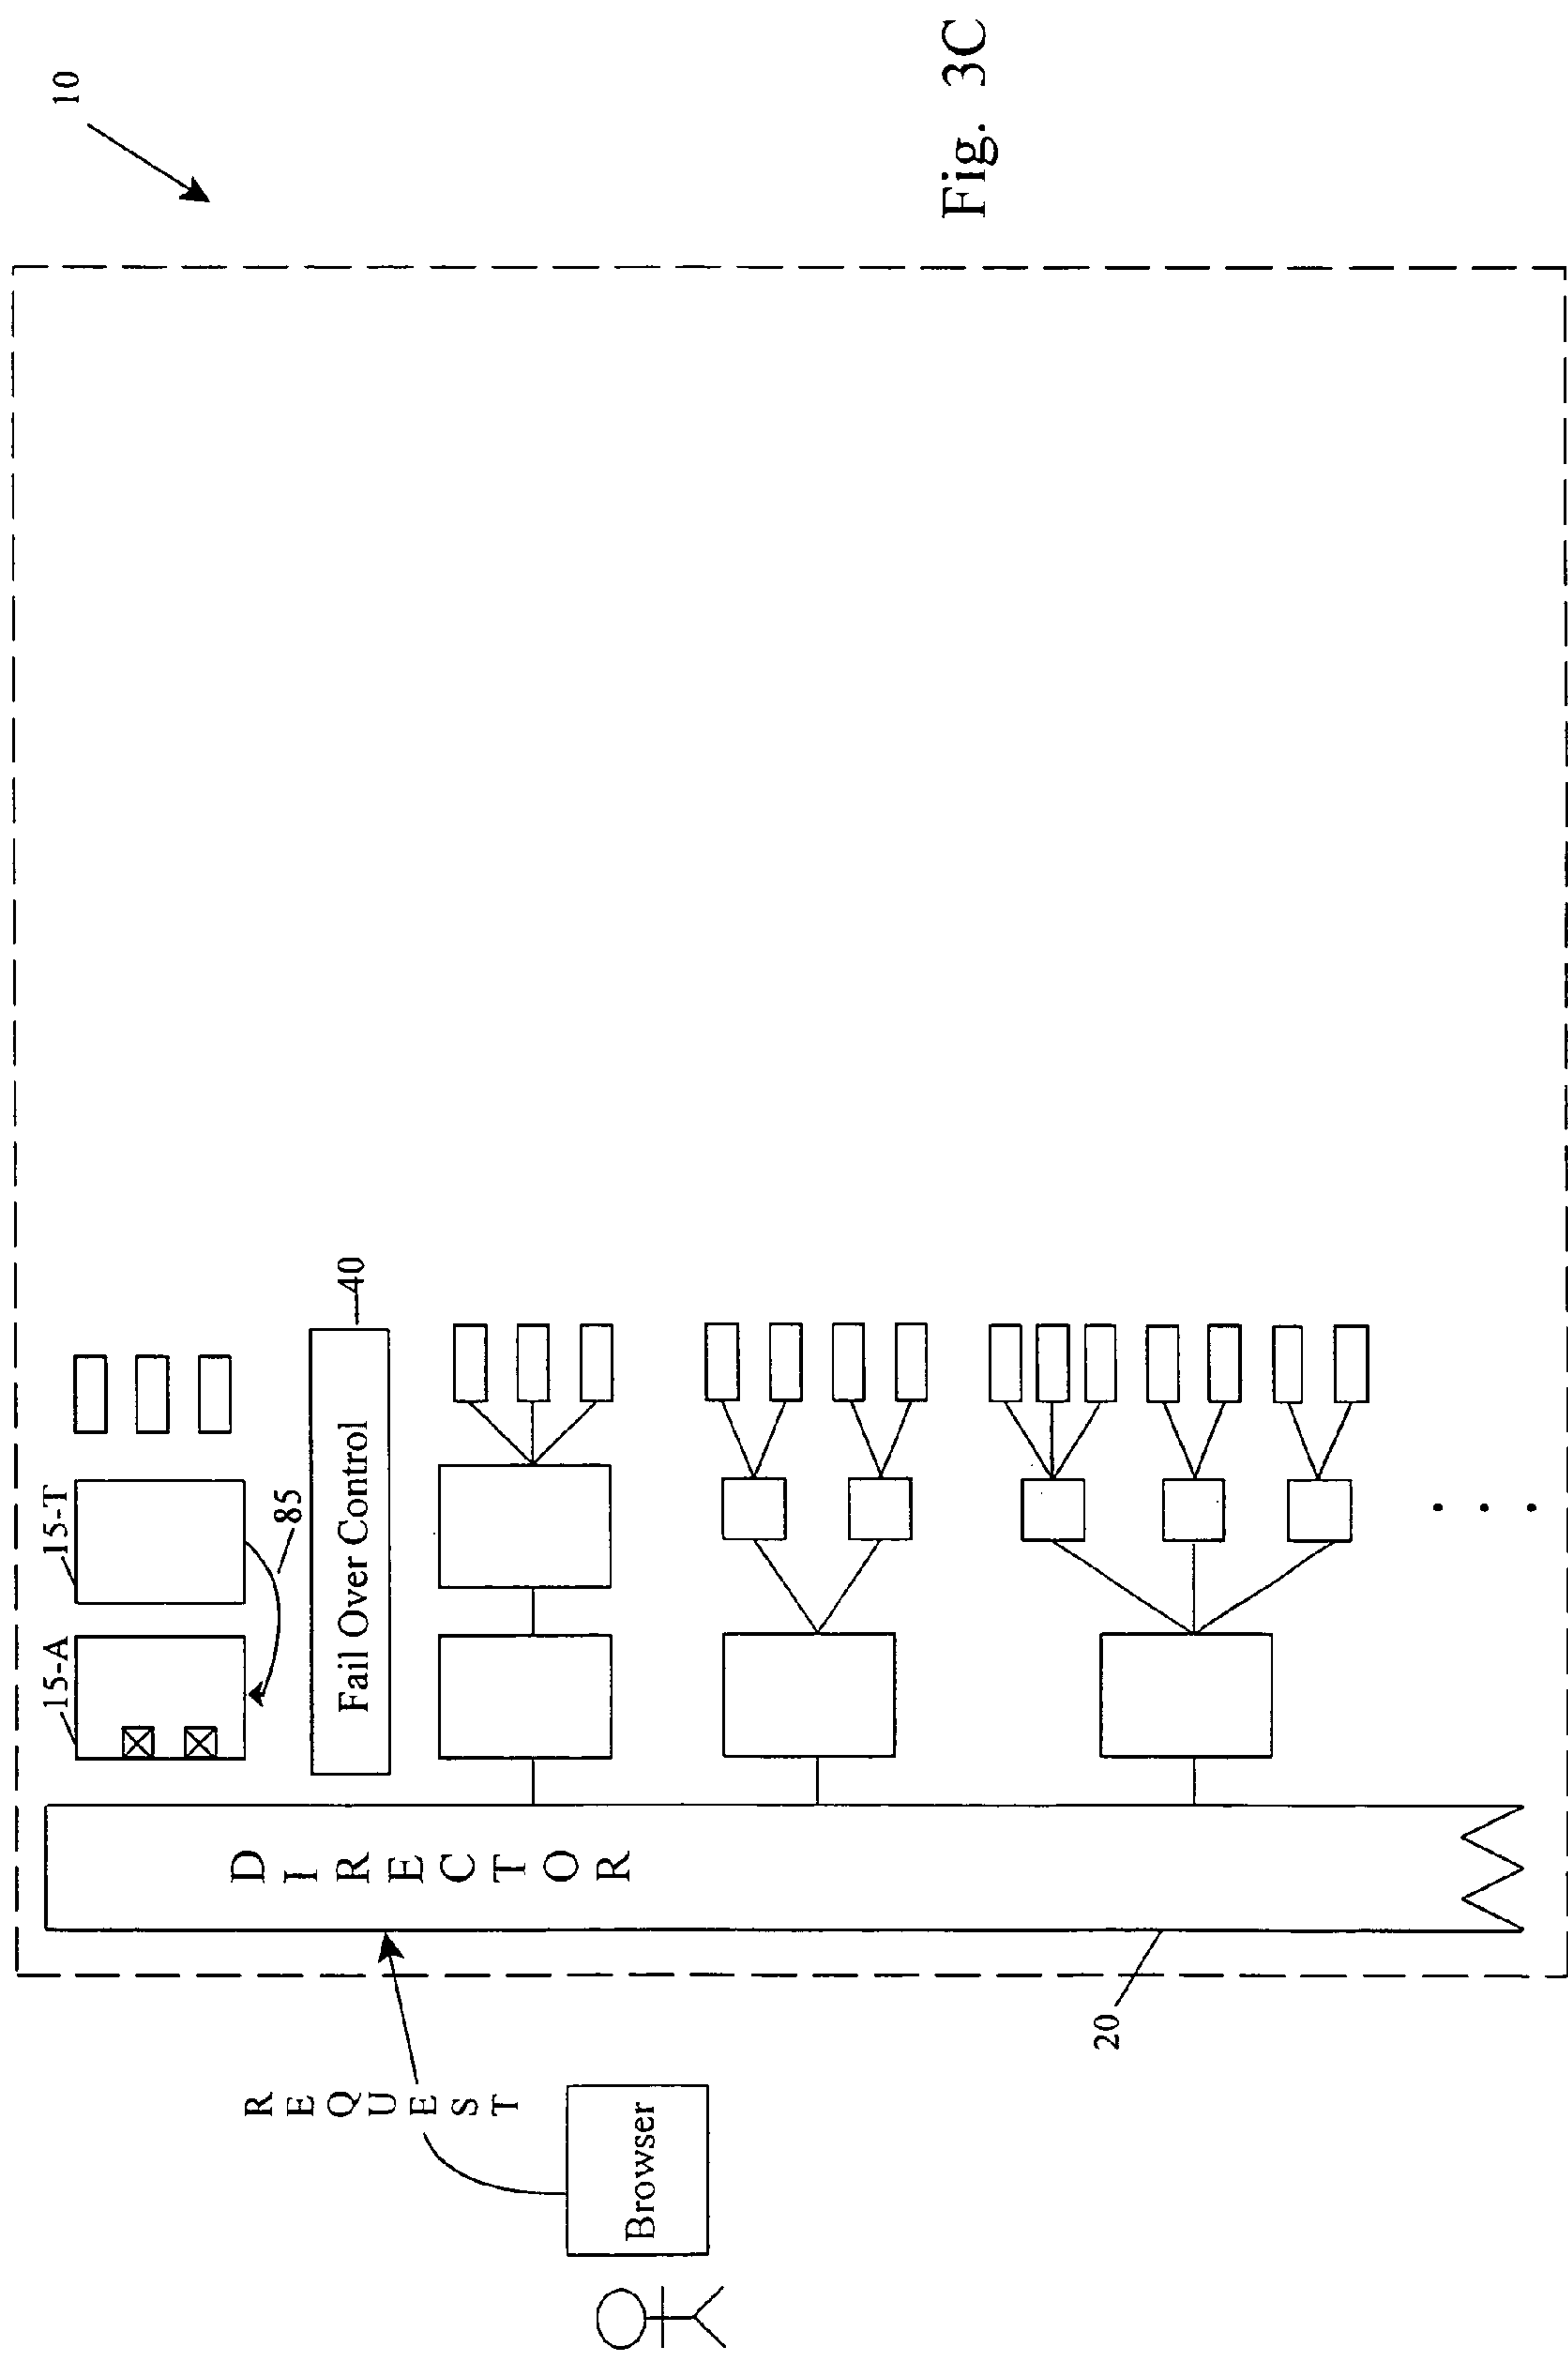 10
15-A
15-T
85
40
Fail Over Control
DIRECTOR
REQUEST
Browser
20
Fig. 3C